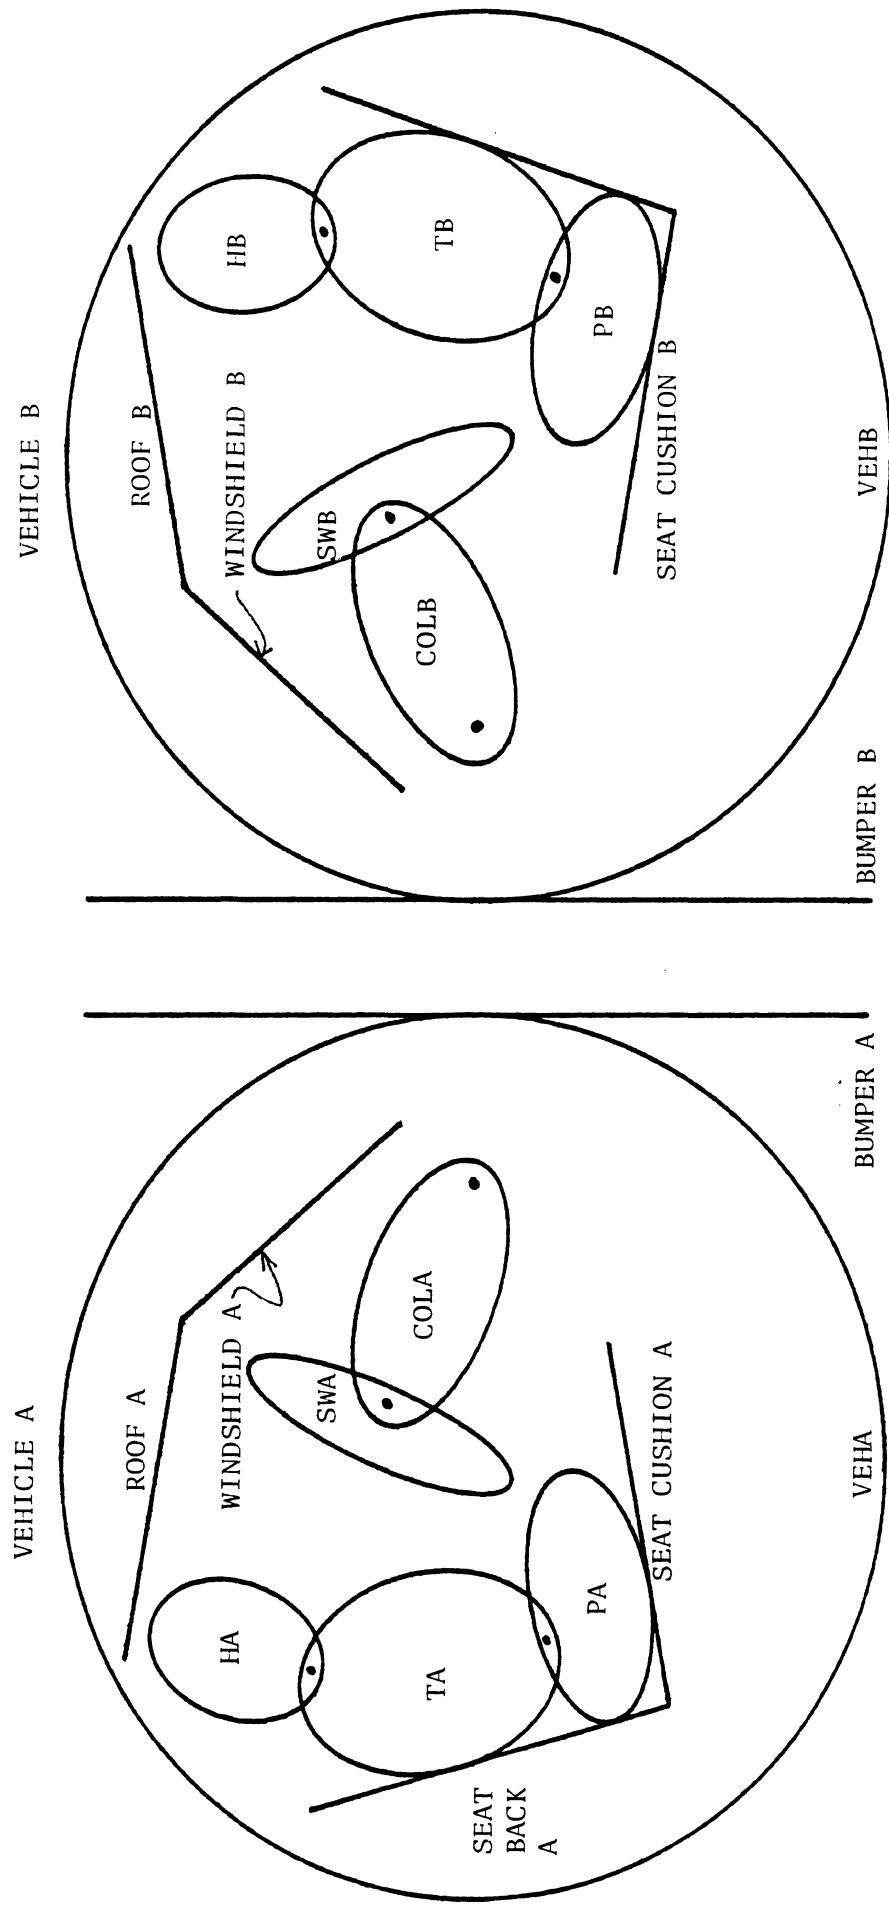 VEHICLE A
ROOF A
WINDSHIELD A
HA
SWA
COLA
TA
PA
SEAT
BACK
A
SEAT CUSHION A
VEHA
BUMPER A
VEHICLE B
ROOF B
WINDSHIELD B
HB
SWB
COLB
TB
PB
SEAT CUSHION B
VEHB
BUMPER B